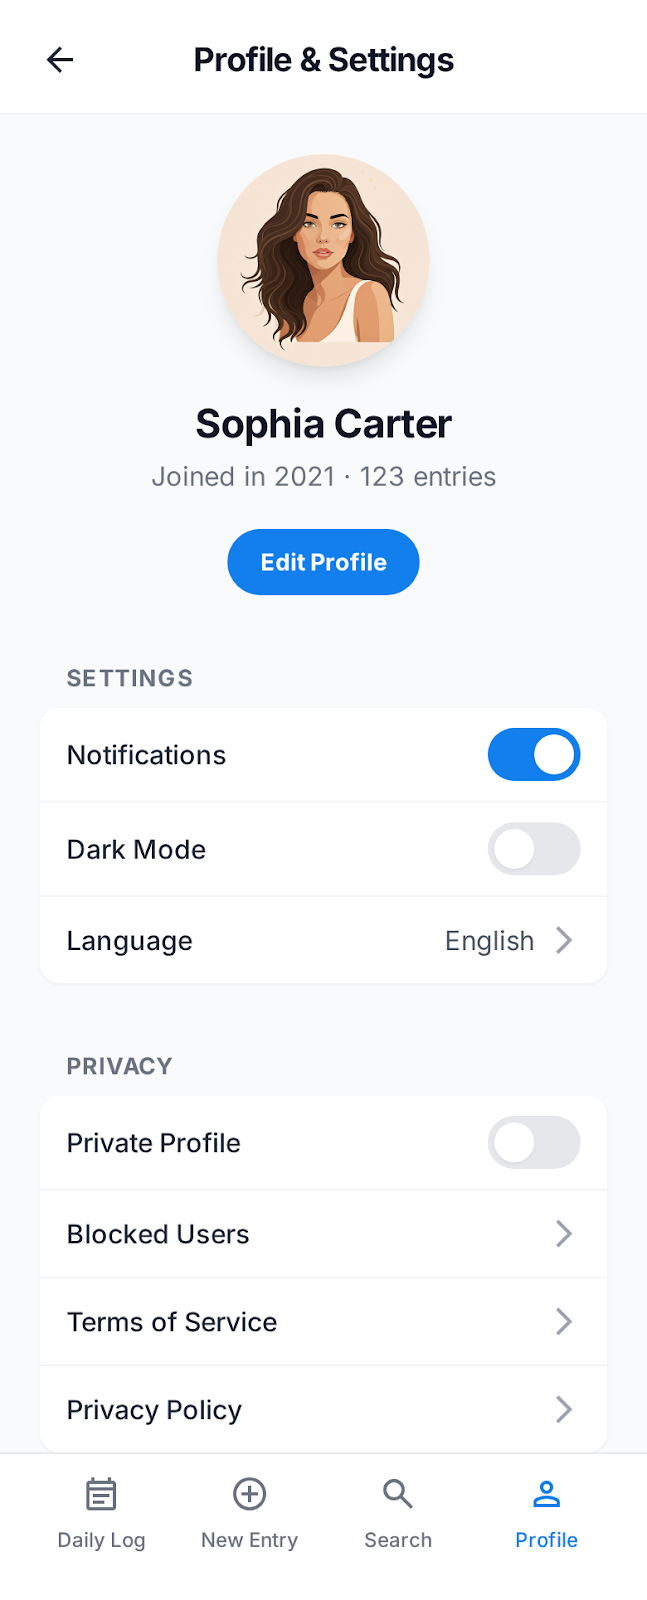 Profile & Settings
Sophia Carter
Joined in 2021 · 123 entries
Edit Profile
SETTINGS
Notifications
Dark Mode
Language English
PRIVACY
Private Profile
Blocked Users
Terms of Service
Privacy Policy
Daily Log New Entry Search Profile